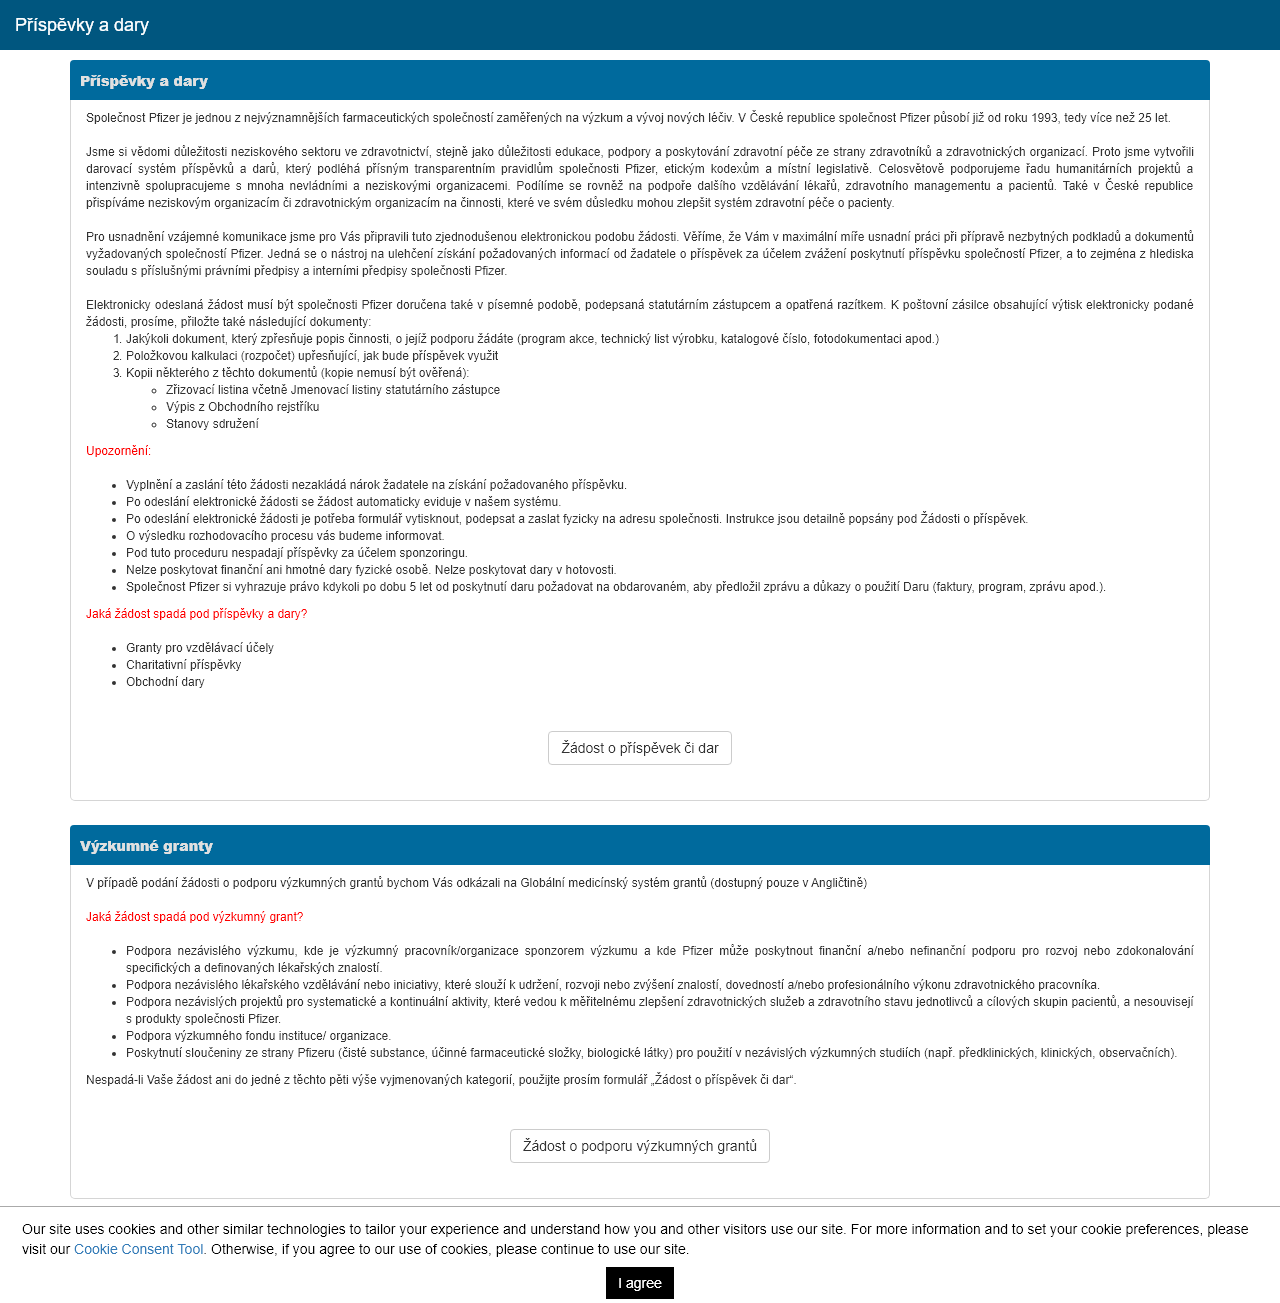 Příspěvky a dary
Příspěvky a dary
Společnost Pfizer je jednou z nejvýznamnějších farmaceutických společností zaměřených na výzkum a vývoj nových léčiv. V České republice společnost Pfizer působí již od roku 1993, tedy více než 25 let.
Jsme si vědomi důležitosti neziskového sektoru ve zdravotnictví, stejně jako důležitosti edukace, podpory a poskytování zdravotní péče ze strany zdravotníků a zdravotnických organizací. Proto jsme vytvořili
darovací systém příspěvků a darů, který podléhá přísným transparentním pravidlům společnosti Pfizer, etickým kodexům a místní legislativě. Celosvětově podporujeme řadu humanitárních projektů a
intenzivně spolupracujeme s mnoha nevládními a neziskovými organizacemi. Podílíme se rovněž na podpoře dalšího vzdělávání lékařů, zdravotního managementu a pacientů. Také v České republice
přispíváme neziskovým organizacím či zdravotnickým organizacím na činnosti, které ve svém důsledku mohou zlepšit systém zdravotní péče o pacienty.
Pro usnadnění vzájemné komunikace jsme pro Vás připravili tuto zjednodušenou elektronickou podobu žádosti. Věříme, že Vám v maximální míře usnadní práci při přípravě nezbytných podkladů a dokumentů
vyžadovaných společností Pfizer. Jedná se o nástroj na ulehčení získání požadovaných informací od žadatele o příspěvek za účelem zvážení poskytnutí příspěvku společností Pfizer, a to zejména z hlediska
souladu s příslušnými právními předpisy a interními předpisy společnosti Pfizer.
Elektronicky odeslaná žádost musí být společnosti Pfizer doručena také v písemné podobě, podepsaná statutárním zástupcem a opatřená razítkem. K poštovní zásilce obsahující výtisk elektronicky podané
žádosti, prosíme, přiložte také následující dokumenty:
1. Jakýkoli dokument, který zpřesňuje popis činnosti, o jejíž podporu žádáte (program akce, technický list výrobku, katalogové číslo, fotodokumentaci apod.)
2. Položkovou kalkulaci (rozpočet) upřesňující, jak bude příspěvek využit
3. Kopii některého z těchto dokumentů (kopie nemusí být ověřená):
Zřizovací listina včetně Jmenovací listiny statutárního zástupce
Výpis z Obchodního rejstříku
Stanovy sdružení
Upozornění:
Vyplnění a zaslání této žádosti nezakládá nárok žadatele na získání požadovaného příspěvku.
Po odeslání elektronické žádosti se žádost automaticky eviduje v našem systému.
Po odeslání elektronické žádosti je potřeba formulář vytisknout, podepsat a zaslat fyzicky na adresu společnosti. Instrukce jsou detailně popsány pod Žádosti o příspěvek.
O výsledku rozhodovacího procesu vás budeme informovat.
Pod tuto proceduru nespadají příspěvky za účelem sponzoringu.
Nelze poskytovat finanční ani hmotné dary fyzické osobě. Nelze poskytovat dary v hotovosti.
Společnost Pfizer si vyhrazuje právo kdykoli po dobu 5 let od poskytnutí daru požadovat na obdarovaném, aby předložil zprávu a důkazy o použití Daru (faktury, program, zprávu apod.).
Jaká žádost spadá pod příspěvky a dary?
Granty pro vzdělávací účely
Charitativní příspěvky
Obchodní dary
Žádost o příspěvek či dar
Výzkumné granty
V případě podání žádosti o podporu výzkumných grantů bychom Vás odkázali na Globální medicínský systém grantů (dostupný pouze v Angličtině)
Jaká žádost spadá pod výzkumný grant?
Podpora nezávislého výzkumu, kde je výzkumný pracovník/organizace sponzorem výzkumu a kde Pfizer může poskytnout finanční a/nebo nefinanční podporu pro rozvoj nebo zdokonalování
specifických a definovaných lékařských znalostí.
Podpora nezávislého lékařského vzdělávání nebo iniciativy, které slouží k udržení, rozvoji nebo zvýšení znalostí, dovedností a/nebo profesionálního výkonu zdravotnického pracovníka.
Podpora nezávislých projektů pro systematické a kontinuální aktivity, které vedou k měřitelnému zlepšení zdravotnických služeb a zdravotního stavu jednotlivců a cílových skupin pacientů, a nesouvisejí
s produkty společnosti Pfizer.
Podpora výzkumného fondu instituce/ organizace.
Poskytnutí sloučeniny ze strany Pfizeru (čisté substance, účinné farmaceutické složky, biologické látky) pro použití v nezávislých výzkumných studiích (např. předklinických, klinických, observačních).
Nespadá-li Vaše žádost ani do jedné z těchto pěti výše vyjmenovaných kategorií, použijte prosím formulář „Žádost o příspěvek či dar“.
Žádost o podporu výzkumných grantů
Our site uses cookies and other similar technologies to tailor your experience and understand how you and other visitors use our site. For more information and to set your cookie preferences, please
visit our Cookie Consent Tool. Otherwise, if you agree to our use of cookies, please continue to use our site.
I agree